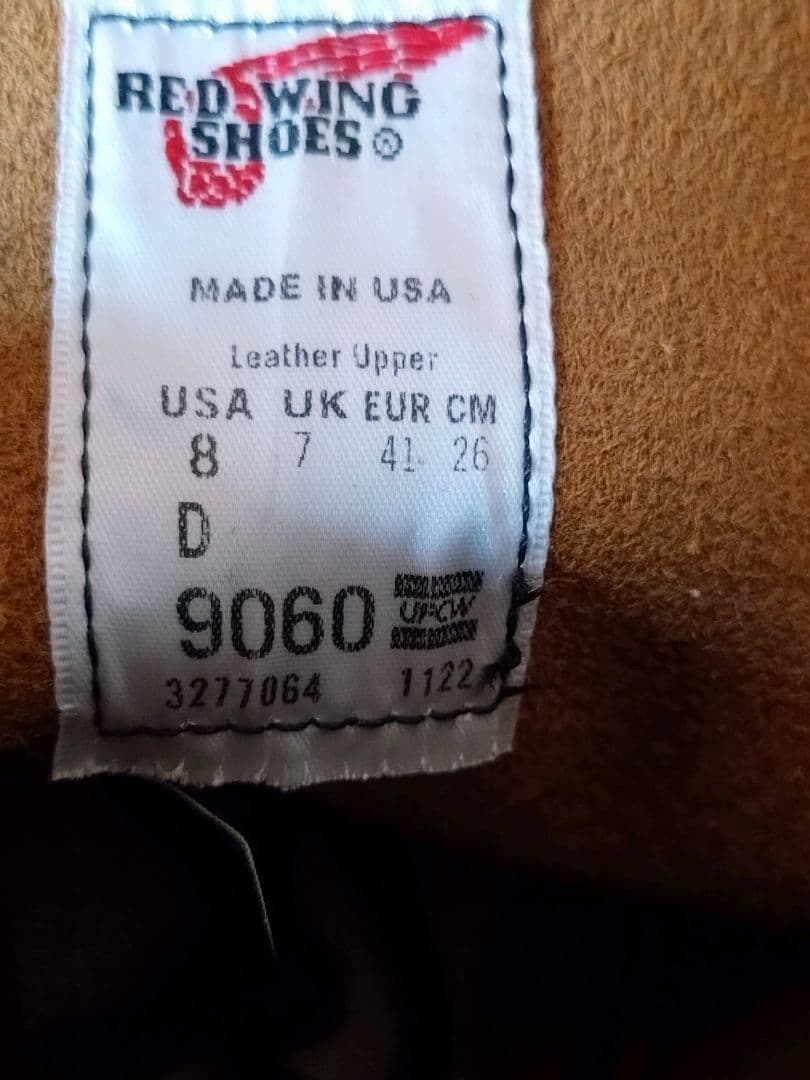 RED WING
SHOES®
MADE IN USA
Leather Upper
USA UK EUR CM
8 7 41 26
D
9060
UFCW
3277064 1122